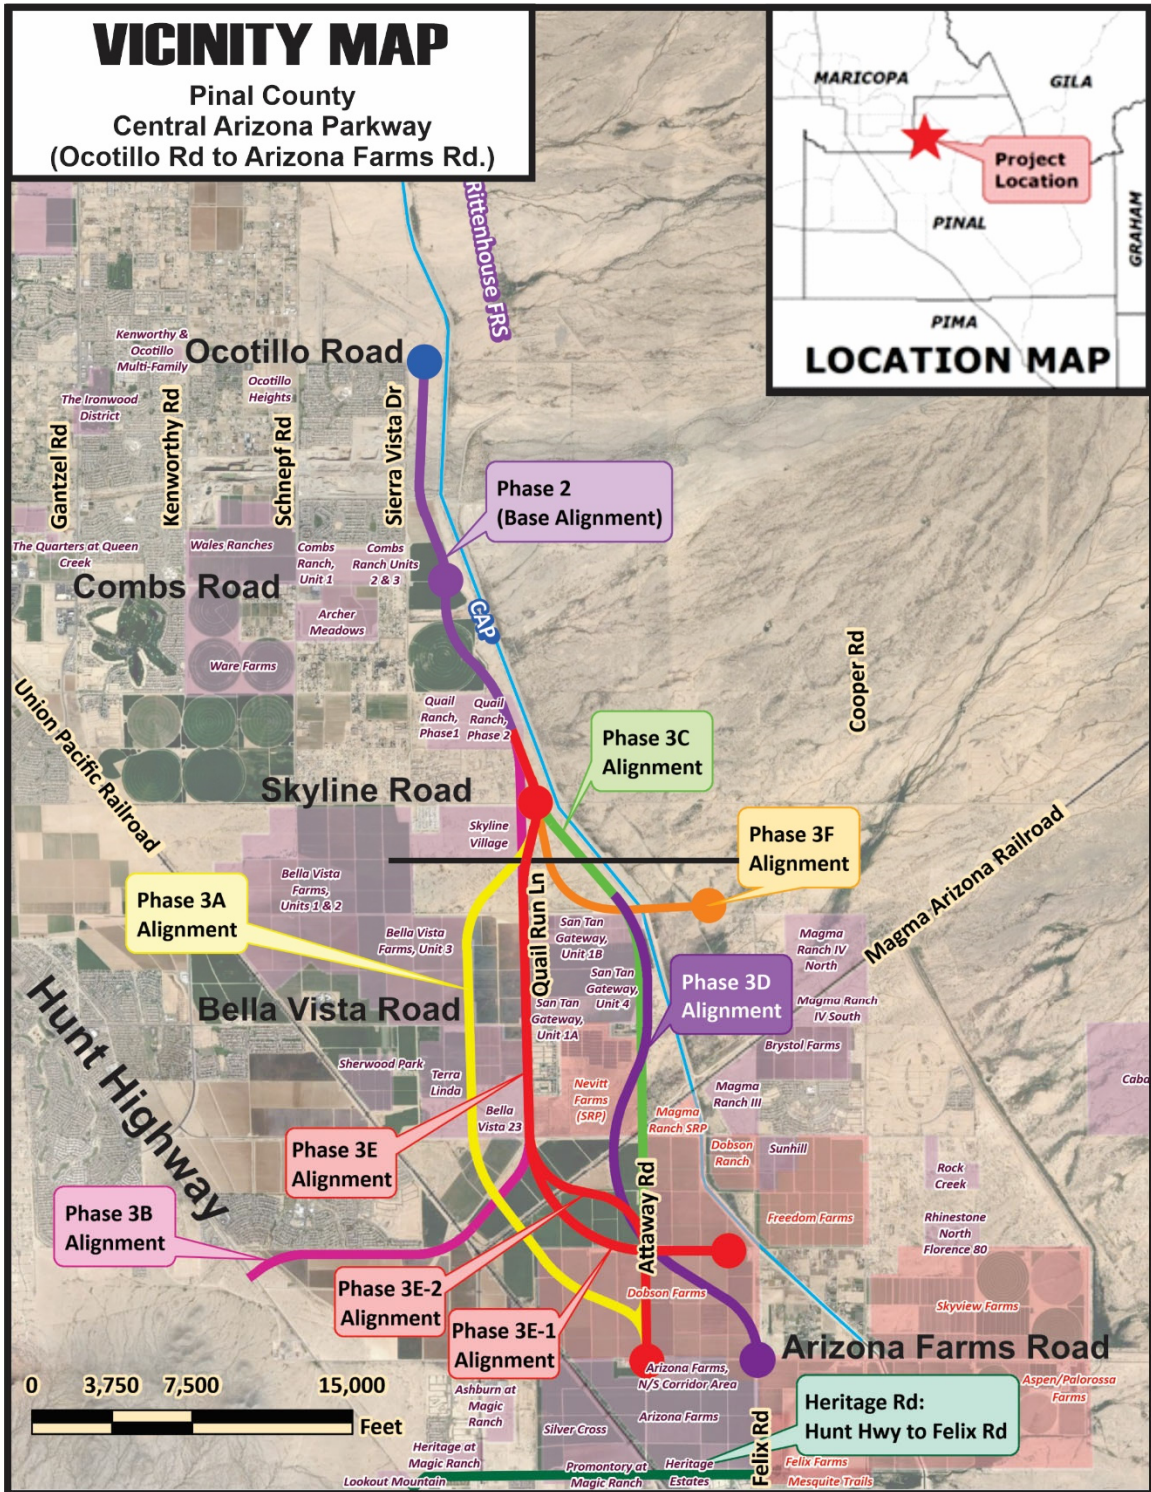 VICINITY MAP
Pinal County
Central Arizona Parkway
(Ocotillo Rd to Arizona Farms Rd.)
MARICOPA
GILA
Project
Location
PINAL
GRAHAM
PIMA
LOCATION MAP
Rittenhouse FRS
Kenworthy &
Ocotillo
Multi-Family
Ocotillo Road
Ocotillo
Heights
The Ironwood
District
Gantzel Rd
Kenworthy Rd
Schnepf Rd
Sierra Vista Dr
Phase 2
(Base Alignment)
The Quarters at Queen
Creek
Wales Ranches
Combs
Ranch,
Unit 1
Combs
Ranch Units
2 & 3
Combs Road
Archer
Meadows
CAP
Ware Farms
Cooper Rd
Union Pacific Railroad
Quail
Ranch,
Phase1
Quail
Ranch,
Phase 2
Phase 3C
Alignment
Skyline Road
Skyline
Village
Phase 3F
Alignment
Magma Arizona Railroad
Bella Vista
Farms,
Units 1 & 2
Phase 3A
Alignment
Quail Run Ln
Bella Vista
Farms, Unit 3
San Tan
Gateway,
Unit 1B
San Tan
Gateway,
Unit 4
Magma
Ranch IV
North
Phase 3D
Alignment
Hunt Highway
Bella Vista Road
San Tan
Gateway,
Unit 1A
Magma Ranch
IV South
Brystol Farms
Sherwood Park
Terra
Linda
Nevitt
Farms
(SRP)
Magma
Ranch III
Caba
Bella
Vista 23
Magma
Ranch SRP
Phase 3E
Alignment
Dobson
Ranch
Sunhill
Rock
Creek
Attaway Rd
Phase 3B
Alignment
Freedom Farms
Rhinestone
North
Florence 80
Phase 3E-2
Alignment
Dobson Farms
Skyview Farms
Phase 3E-1
Alignment
Arizona Farms Road
Arizona Farms,
N/S Corridor Area
0 3,750 7,500 15,000
Feet
Ashburn at
Magic
Ranch
Aspen/Palorossa
Farms
Heritage Rd:
Hunt Hwy to Felix Rd
Silver Cross
Arizona Farms
Felix Rd
Heritage at
Magic Ranch
Lookout Mountain
Promontory at
Magic Ranch
Heritage
Estates
Felix Farms
Mesquite Trails